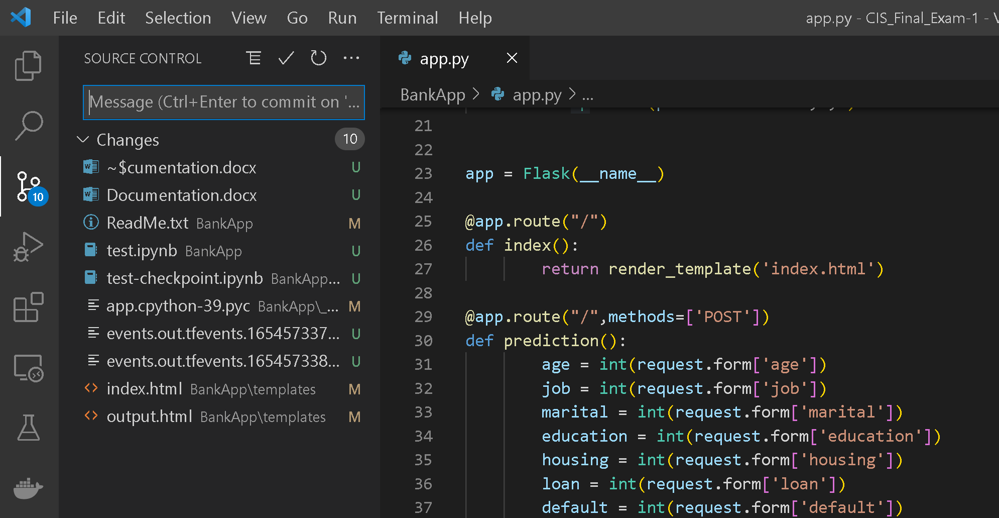 File Edit Selection View Go Run Terminal Help app.py - CIS_Final_Exam-1 -
SOURCE CONTROL
Message (Ctrl+Enter to commit on '...
Changes 10
~$cumentation.docx U
Documentation.docx U
ReadMe.txt BankApp M
test.ipynb BankApp U
test-checkpoint.ipynb BankApp... U
app.cpython-39.pyc BankApp\_... M
events.out.tfevents.165457337... U
events.out.tfevents.165457338... U
index.html BankApp\templates M
output.html BankApp\templates M
10
app.py
BankApp > app.py > ...
21
22
23 app = Flask(__name__)
24
25 @app.route("/")
26 def index():
27 return render_template('index.html')
28
29 @app.route("/",methods=['POST'])
30 def prediction():
31 age = int(request.form['age'])
32 job = int(request.form['job'])
33 marital = int(request.form['marital'])
34 education = int(request.form['education'])
35 housing = int(request.form['housing'])
36 loan = int(request.form['loan'])
37 default = int(request.form['default'])